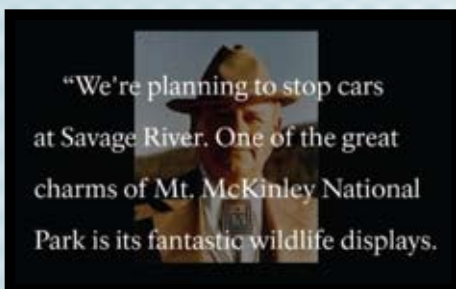 “We’re planning to stop cars
at Savage River. One of the great
charms of Mt. McKinley National
Park is its fantastic wildlife displays.